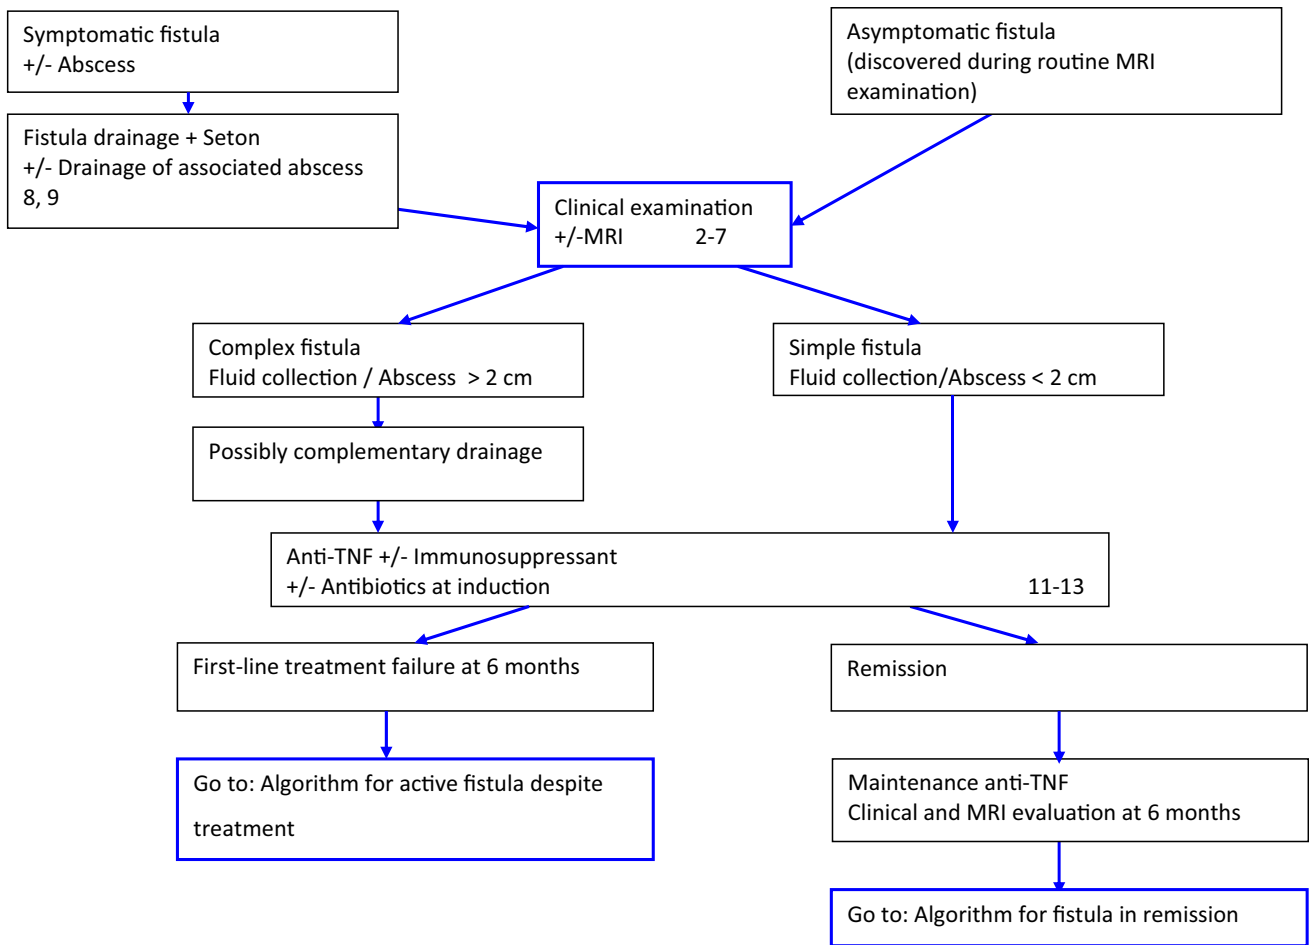 Symptomatic fistula
+/- Abscess
Asymptomatic fistula
(discovered during routine MRI
examination)
Fistula drainage + Seton
+/- Drainage of associated abscess
8, 9
Clinical examination
+/-MRI 2-7
Complex fistula
Fluid collection / Abscess > 2 cm
Simple fistula
Fluid collection/Abscess < 2 cm
Possibly complementary drainage
Anti-TNF +/- Immunosuppressant
+/- Antibiotics at induction 11-13
First-line treatment failure at 6 months
Remission
Go to: Algorithm for active fistula despite
treatment
Maintenance anti-TNF
Clinical and MRI evaluation at 6 months
Go to: Algorithm for fistula in remission